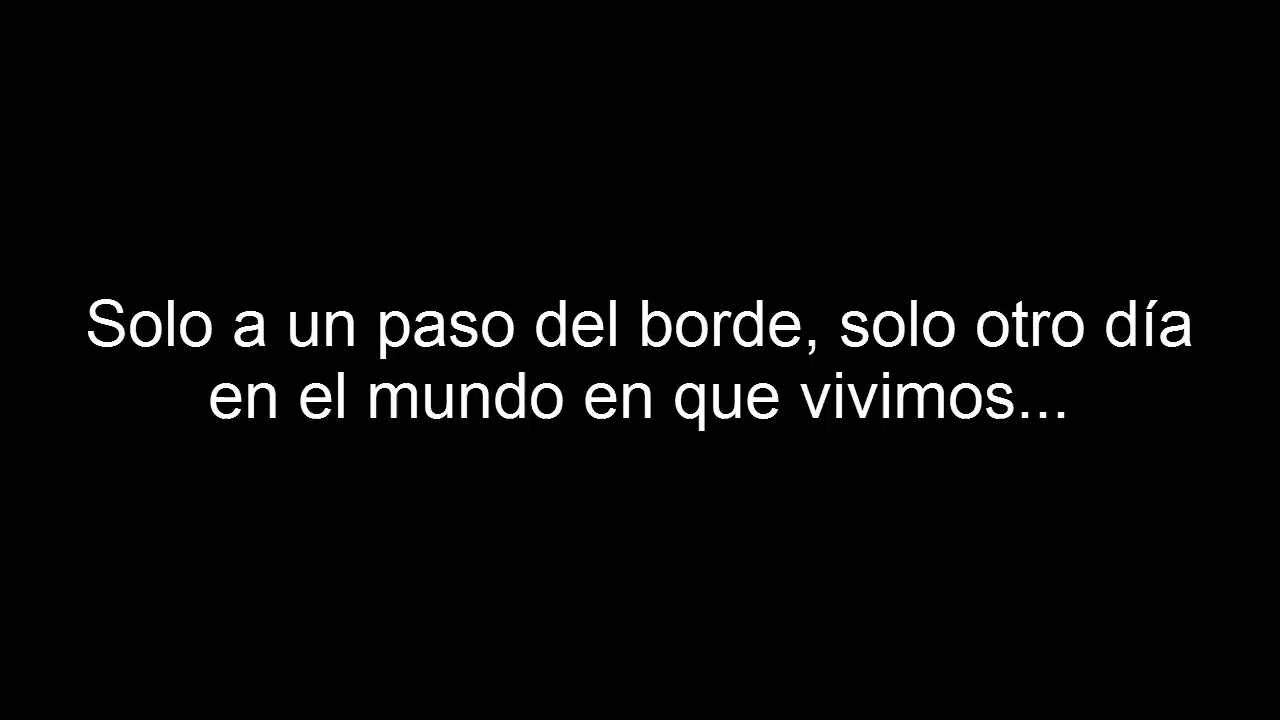 Solo a un paso del borde, solo otro día
en el mundo en que vivimos...